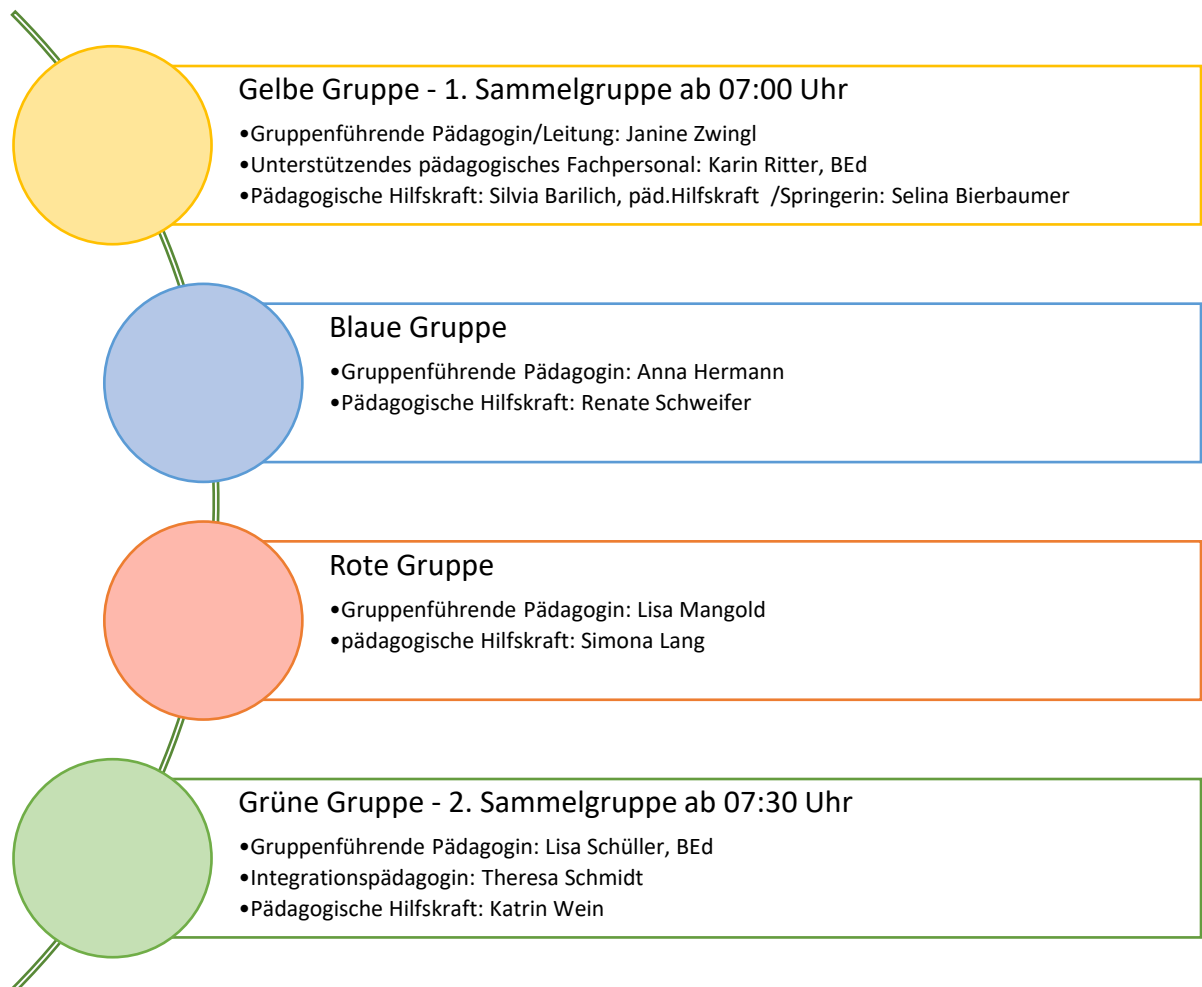 Gelbe Gruppe - 1. Sammelgruppe ab 07:00 Uhr
•Gruppenführende Pädagogin/Leitung: Janine Zwingl
•Unterstützendes pädagogisches Fachpersonal: Karin Ritter, BEd
•Pädagogische Hilfskraft: Silvia Barilich, päd.Hilfskraft /Springerin: Selina Bierbaumer
Blaue Gruppe
•Gruppenführende Pädagogin: Anna Hermann
•Pädagogische Hilfskraft: Renate Schweifer
Rote Gruppe
•Gruppenführende Pädagogin: Lisa Mangold
•pädagogische Hilfskraft: Simona Lang
Grüne Gruppe - 2. Sammelgruppe ab 07:30 Uhr
•Gruppenführende Pädagogin: Lisa Schüller, BEd
•Integrationspädagogin: Theresa Schmidt
•Pädagogische Hilfskraft: Katrin Wein